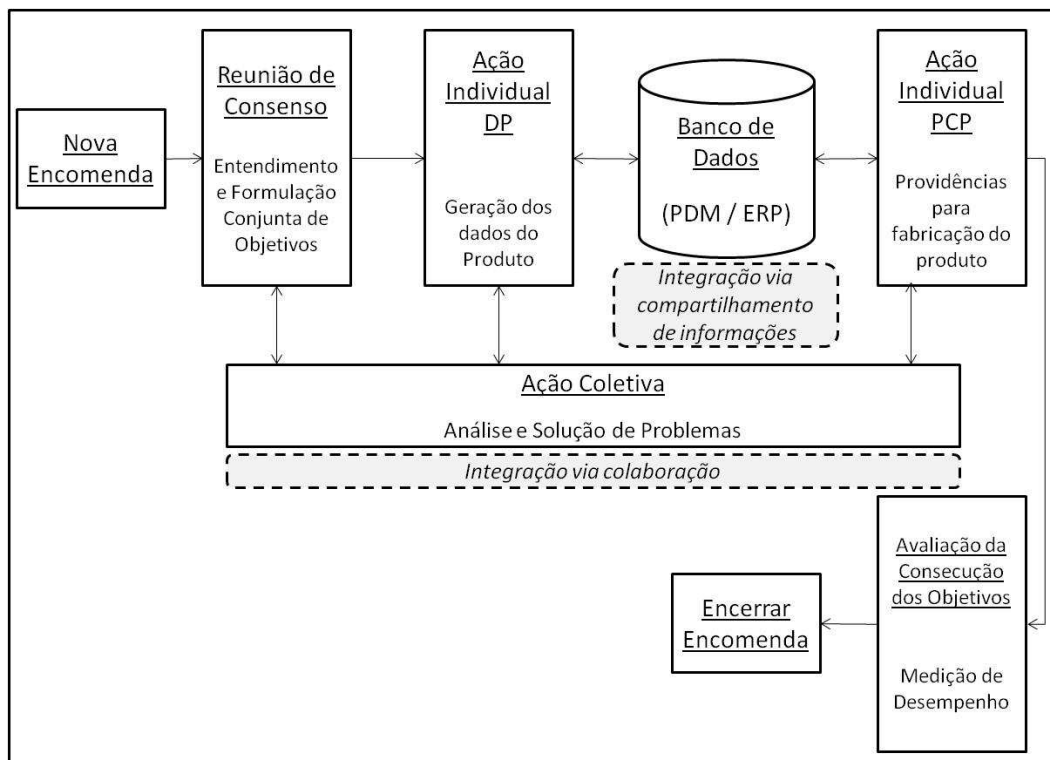 Nova
Encomenda
Reunião de
Consenso
Entendimento
e Formulação
Conjunta de
Objetivos
Ação
Individual
DP
Geração dos
dados do
Produto
Banco de
Dados
(PDM / ERP)
Integração via
compartilhamento
de informações
Ação
Individual
PCP
Providências
para
fabricação do
produto
Ação Coletiva
Análise e Solução de Problemas
Integração via colaboração
Avaliação da
Consecução
dos Objetivos
Medição de
Desempenho
Encerrar
Encomenda